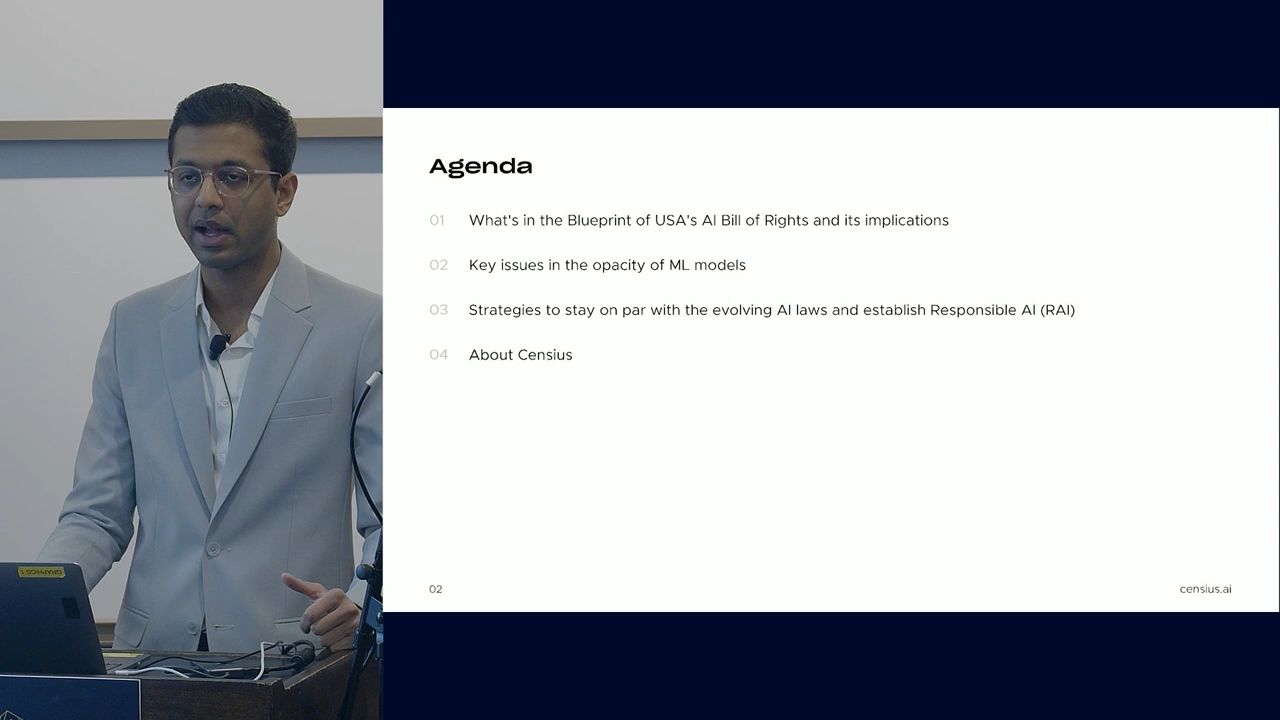 Agenda
01 What's in the Blueprint of USA's AI Bill of Rights and its implications
02 Key issues in the opacity of ML models
03 Strategies to stay on par with the evolving AI laws and establish Responsible AI (RAI)
04 About Censius
02
censius.ai
GRAPHICS 1